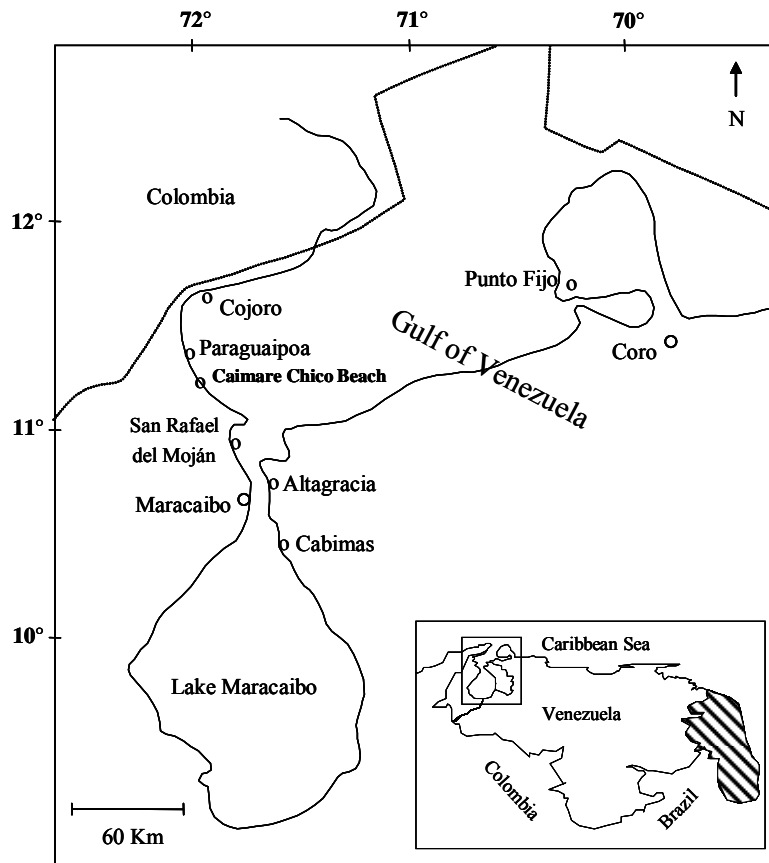 72° 71° 70°
N
Colombia
12°
Punto Fijo
Cojoro
Gulf of Venezuela
Paraguaipoa
Coro
Caimare Chico Beach
11°
San Rafael
del Moján
Altagracia
Maracaibo
Cabimas
10°
Caribbean Sea
Lake Maracaibo
Venezuela
Colombia
Brazil
60 Km